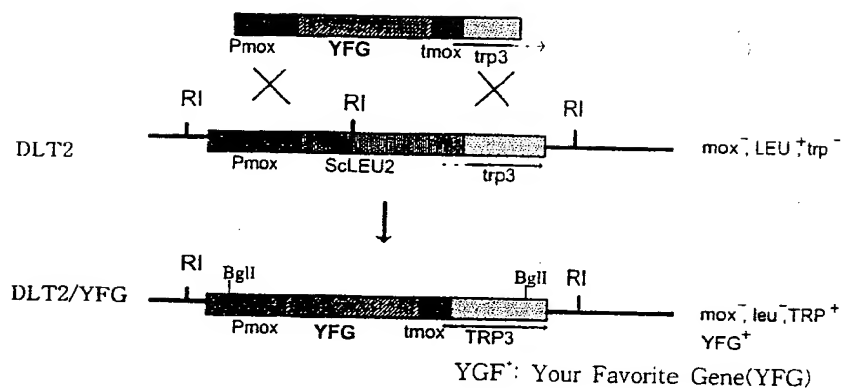 Pmox YFG tmox trp3
RI RI RI
DLT2 mox⁻, LEU⁺, trp⁻
Pmox ScLEU2 trp3
DLT2/YFG RI BglI BglI RI
mox⁻, leu⁻, TRP⁺
Pmox YFG tmox TRP3 YFG⁺
YGF⁺: Your Favorite Gene(YFG)